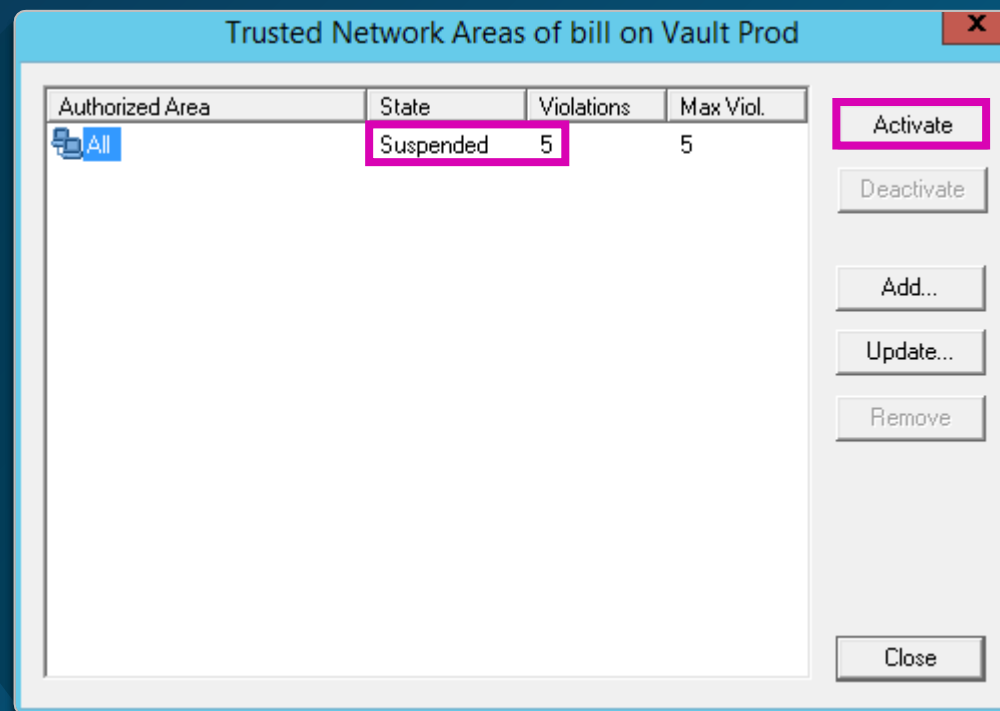 Trusted Network Areas of bill on Vault Prod
X
Authorized Area State Violations Max Viol.
All Suspended 5 5
Activate
Deactivate
Add...
Update...
Remove
Close